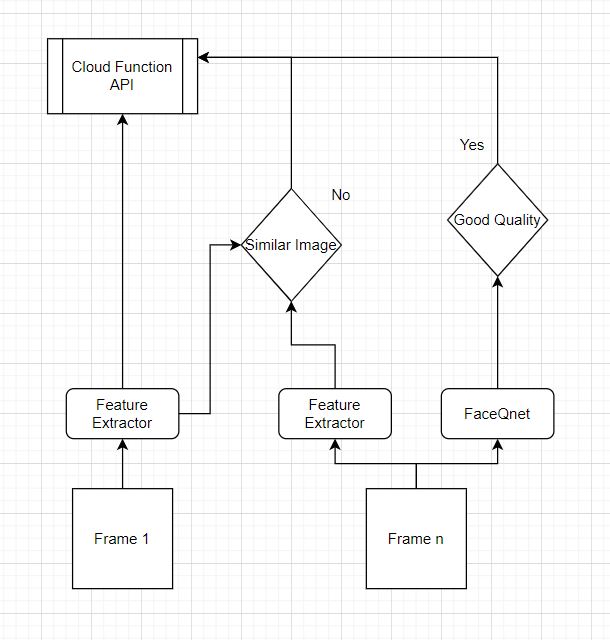 Cloud Function
API
Yes
No
Good Quality
Similar Image
Feature
Extractor
Feature
Extractor
FaceQnet
Frame 1
Frame n